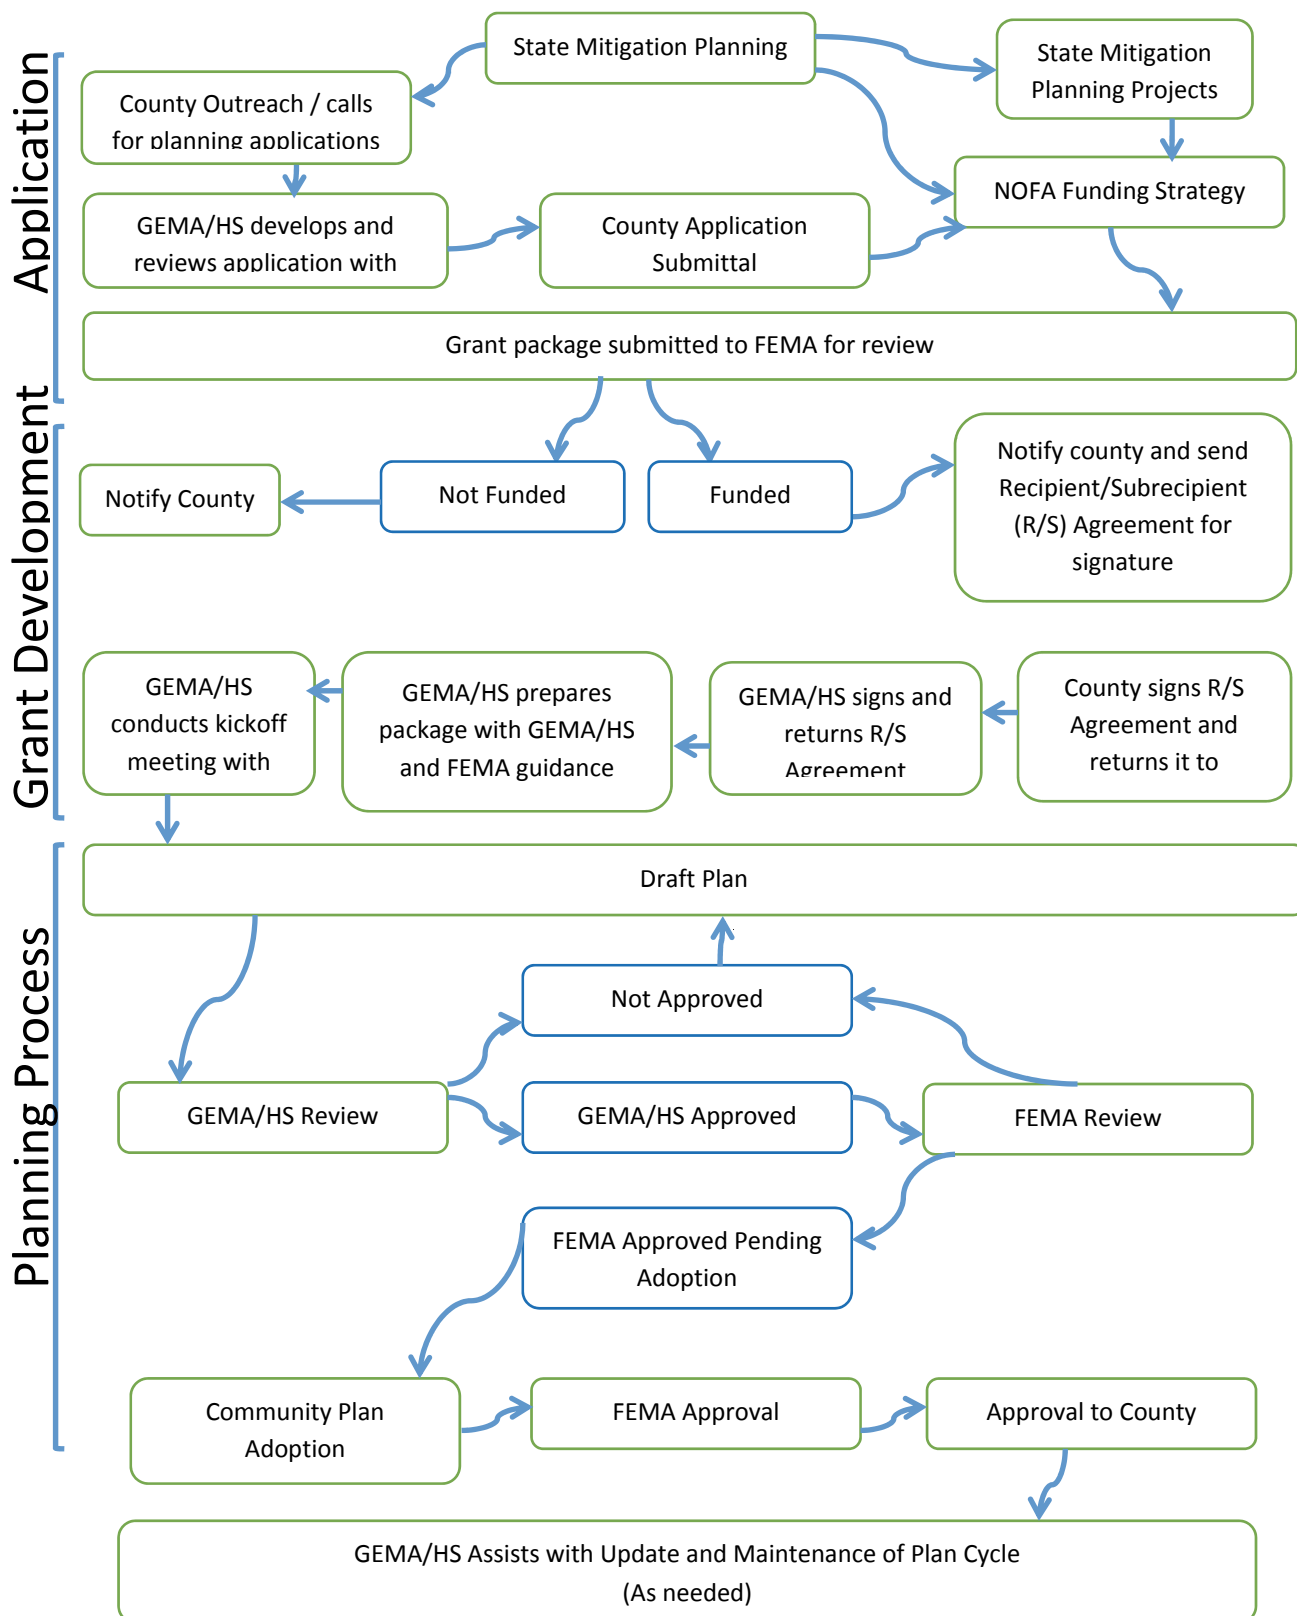 Application
State Mitigation Planning
State Mitigation
Planning Projects
County Outreach / calls
for planning applications
NOFA Funding Strategy
GEMA/HS develops and
reviews application with
County Application
Submittal
Grant package submitted to FEMA for review
Grant Development
Notify County
Not Funded
Funded
Notify county and send
Recipient/Subrecipient
(R/S) Agreement for
signature
GEMA/HS
conducts kickoff
meeting with
GEMA/HS prepares
package with GEMA/HS
and FEMA guidance
GEMA/HS signs and
returns R/S
Agreement
County signs R/S
Agreement and
returns it to
Planning Process
Draft Plan
Not Approved
GEMA/HS Review
GEMA/HS Approved
FEMA Review
FEMA Approved Pending
Adoption
Community Plan
Adoption
FEMA Approval
Approval to County
GEMA/HS Assists with Update and Maintenance of Plan Cycle
(As needed)